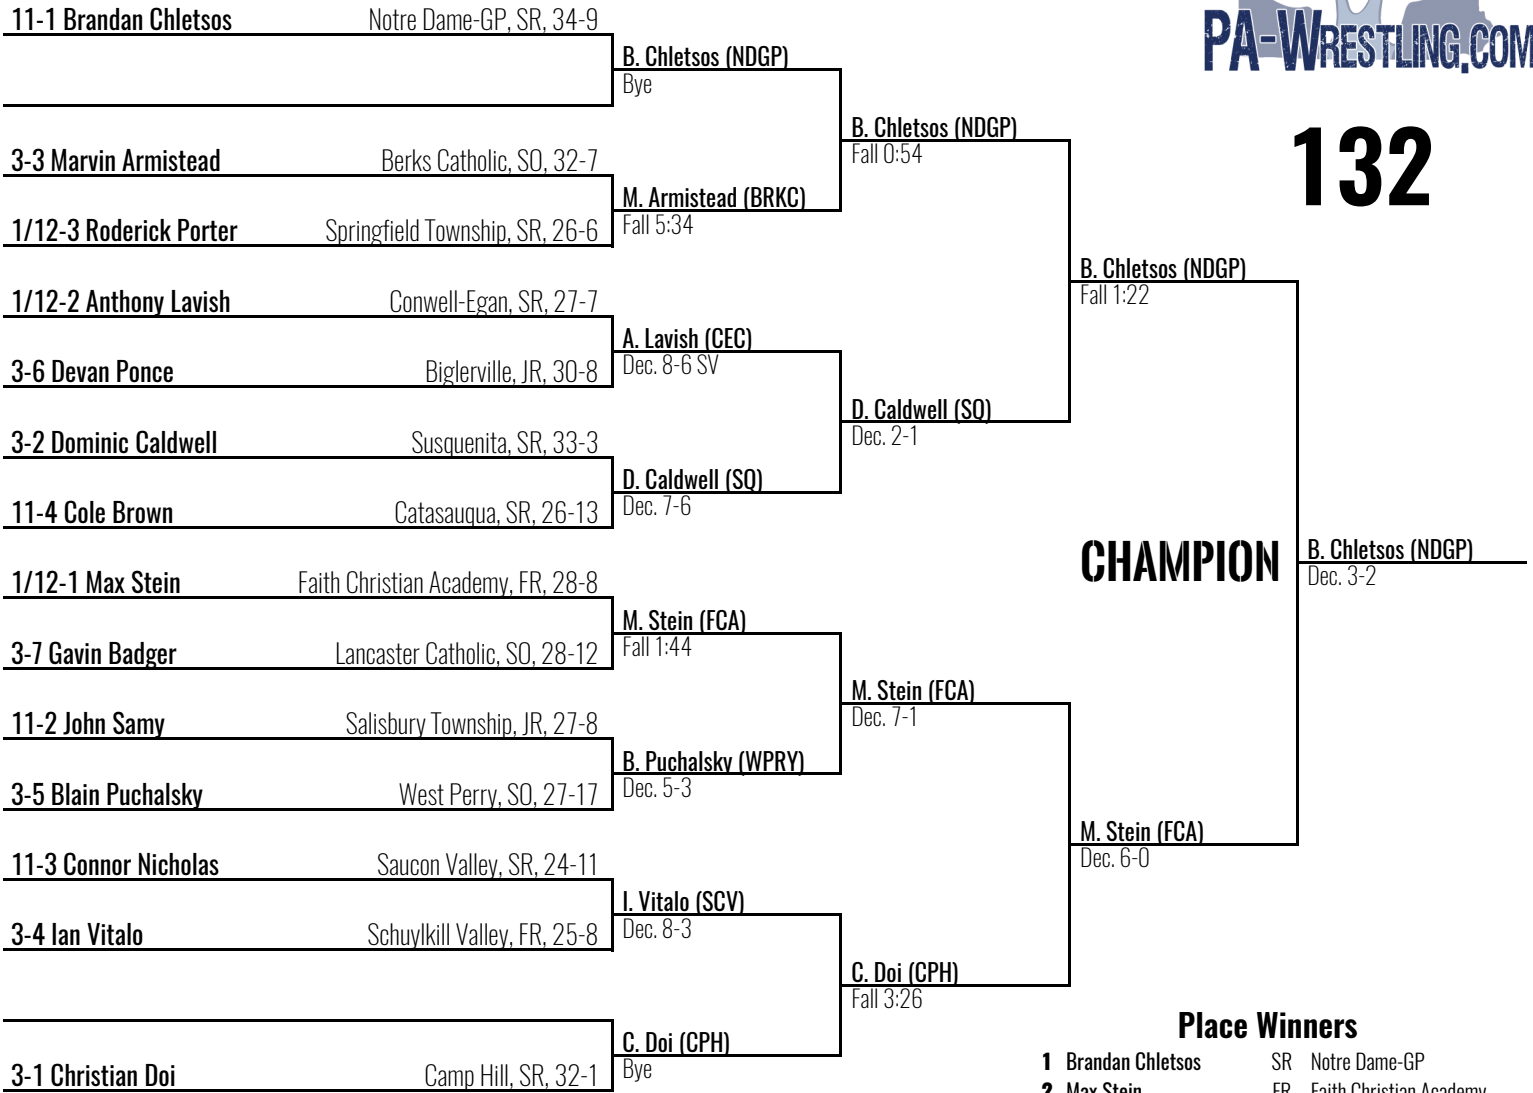 11-1 Brandan Chletsos Notre Dame-GP, SR, 34-9
PA-WRESTLING.COM
B. Chletsos (NDGP)
Bye
B. Chletsos (NDGP)
Fall 0:54
132
3-3 Marvin Armistead Berks Catholic, SO, 32-7
M. Armistead (BRKC)
Fall 5:34
1/12-3 Roderick Porter Springfield Township, SR, 26-6
B. Chletsos (NDGP)
Fall 1:22
1/12-2 Anthony Lavish Conwell-Egan, SR, 27-7
A. Lavish (CEC)
Dec. 8-6 SV
3-6 Devan Ponce Biglerville, JR, 30-8
D. Caldwell (SQ)
Dec. 2-1
3-2 Dominic Caldwell Susquenita, SR, 33-3
D. Caldwell (SQ)
Dec. 7-6
11-4 Cole Brown Catasauqua, SR, 26-13
CHAMPION
B. Chletsos (NDGP)
Dec. 3-2
1/12-1 Max Stein Faith Christian Academy, FR, 28-8
M. Stein (FCA)
Fall 1:44
3-7 Gavin Badger Lancaster Catholic, SO, 28-12
M. Stein (FCA)
Dec. 7-1
11-2 John Samy Salisbury Township, JR, 27-8
B. Puchalsky (WPRY)
Dec. 5-3
3-5 Blain Puchalsky West Perry, SO, 27-17
M. Stein (FCA)
Dec. 6-0
11-3 Connor Nicholas Saucon Valley, SR, 24-11
I. Vitalo (SCV)
Dec. 8-3
3-4 Ian Vitalo Schuylkill Valley, FR, 25-8
C. Doi (CPH)
Fall 3:26
C. Doi (CPH)
Bye
3-1 Christian Doi Camp Hill, SR, 32-1
Place Winners
1 Brandan Chletsos SR Notre Dame-GP
2 Max Stein FR Faith Christian Academy